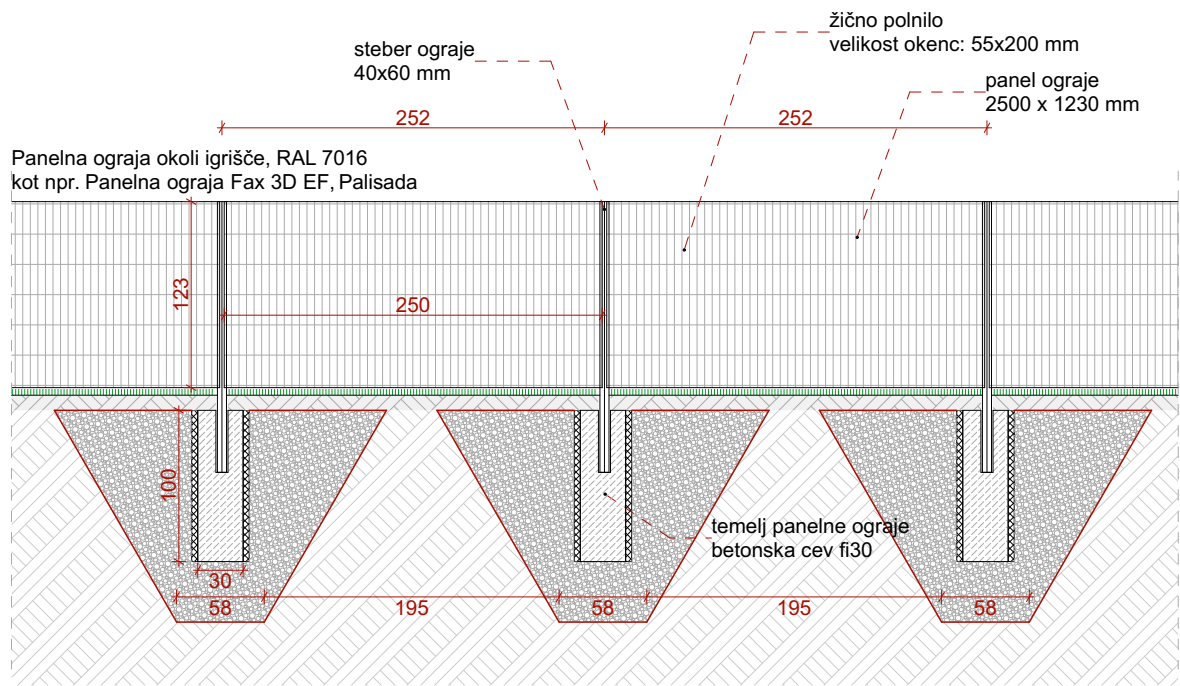 žično polnilo
velikost okenc: 55x200 mm
steber ograje
40x60 mm
panel ograje
2500 x 1230 mm
252
252
Panelna ograja okoli igrišče, RAL 7016
kot npr. Panelna ograja Fax 3D EF, Palisada
123
250
100
temelj panelne ograje
betonska cev fi30
30
58
195
58
195
58